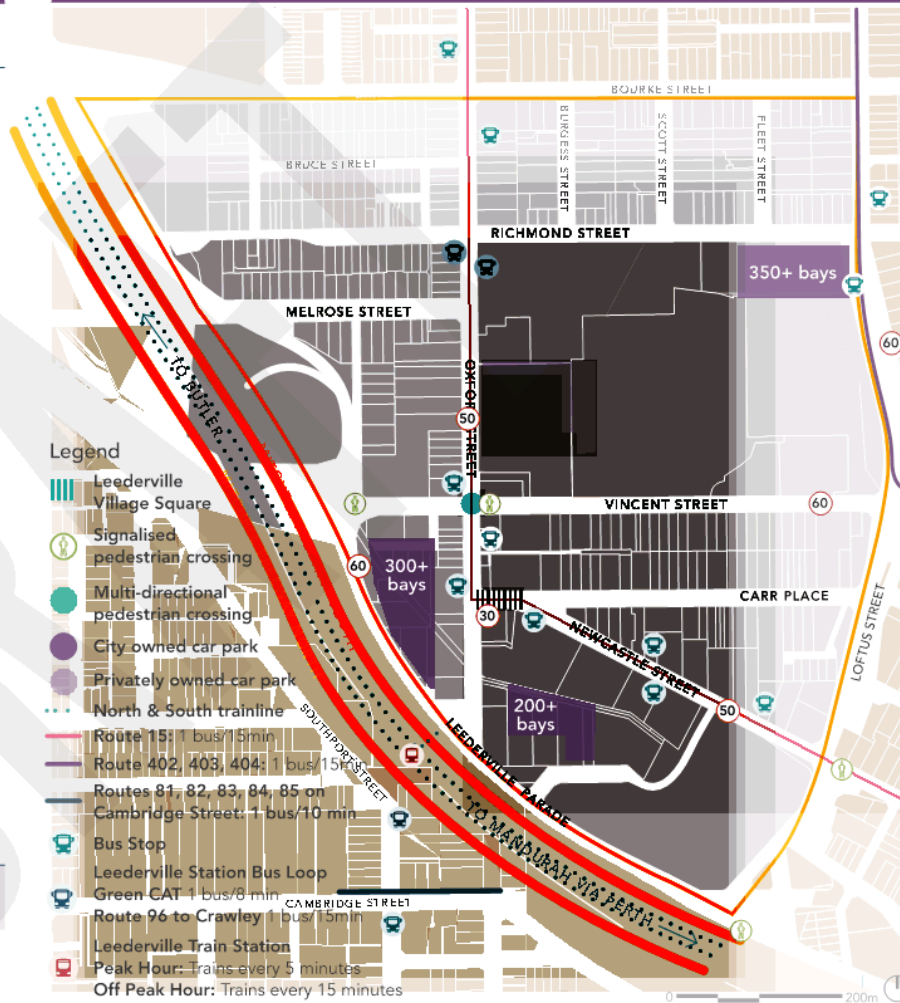 BOURKE STREET
BURGESS STREET
SCOTT STREET
FLEET STREET
BRUCE STREET
RICHMOND STREET
350+ bays
MELROSE STREET
60
TO BUTLER
OXFORD STREET
50
VINCENT STREET
60
60
300+
bays
CARR PLACE
30
NEWCASTLE STREET
LOFTUS STREET
200+
bays
50
SOUTHPORT STREET
LEEDERVILLE PARADE
TO MANDURAH VIA PERTH
CAMBRIDGE STREET
Legend
Leederville
Village Square
Signalised
pedestrian crossing
Multi-directional
pedestrian crossing
City owned car park
Privately owned car park
North & South trainline
Route 15: 1 bus/15min
Route 402, 403, 404: 1 bus/15min
Routes 81, 82, 83, 84, 85 on
Cambridge Street: 1 bus/10 min
Bus Stop
Leederville Station Bus Loop
Green CAT 1 bus/8 min
Route 96 to Crawley 1 bus/15min
Leederville Train Station
Peak Hour: Trains every 5 minutes
Off Peak Hour: Trains every 15 minutes
0 200m